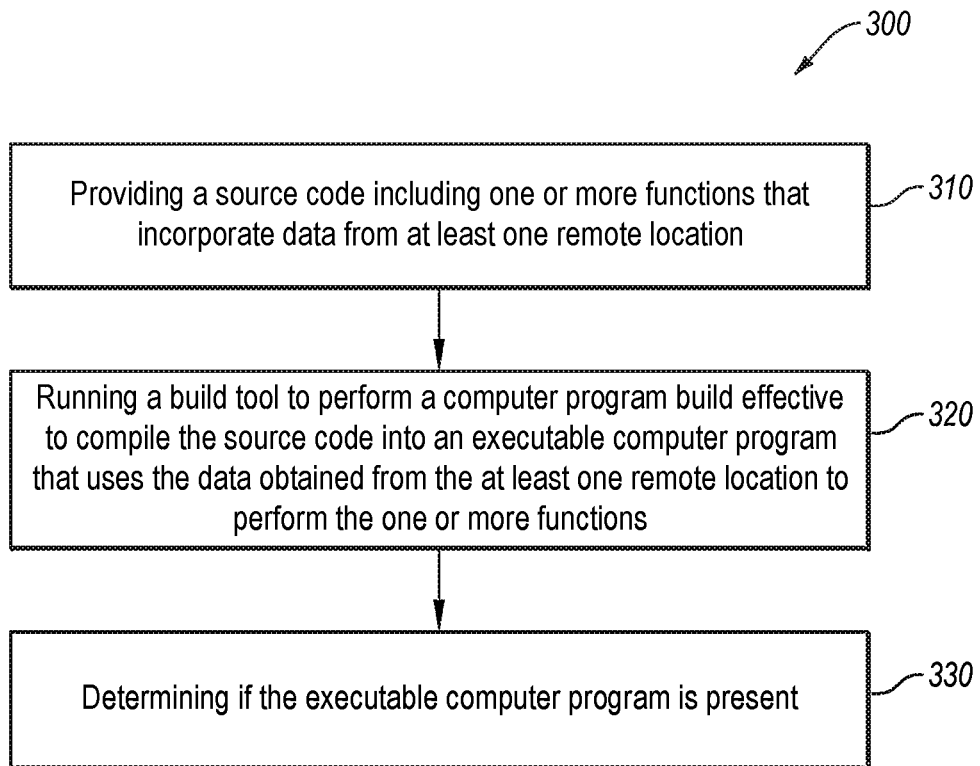 300
Providing a source code including one or more functions that
incorporate data from at least one remote location
310
Running a build tool to perform a computer program build effective
to compile the source code into an executable computer program
that uses the data obtained from the at least one remote location to
perform the one or more functions
320
Determining if the executable computer program is present
330